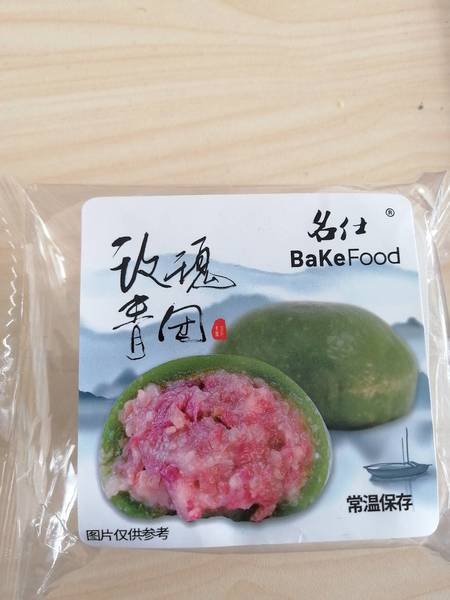 名仕®
BaKeFood
玫瑰
青团
常温保存
图片仅供参考